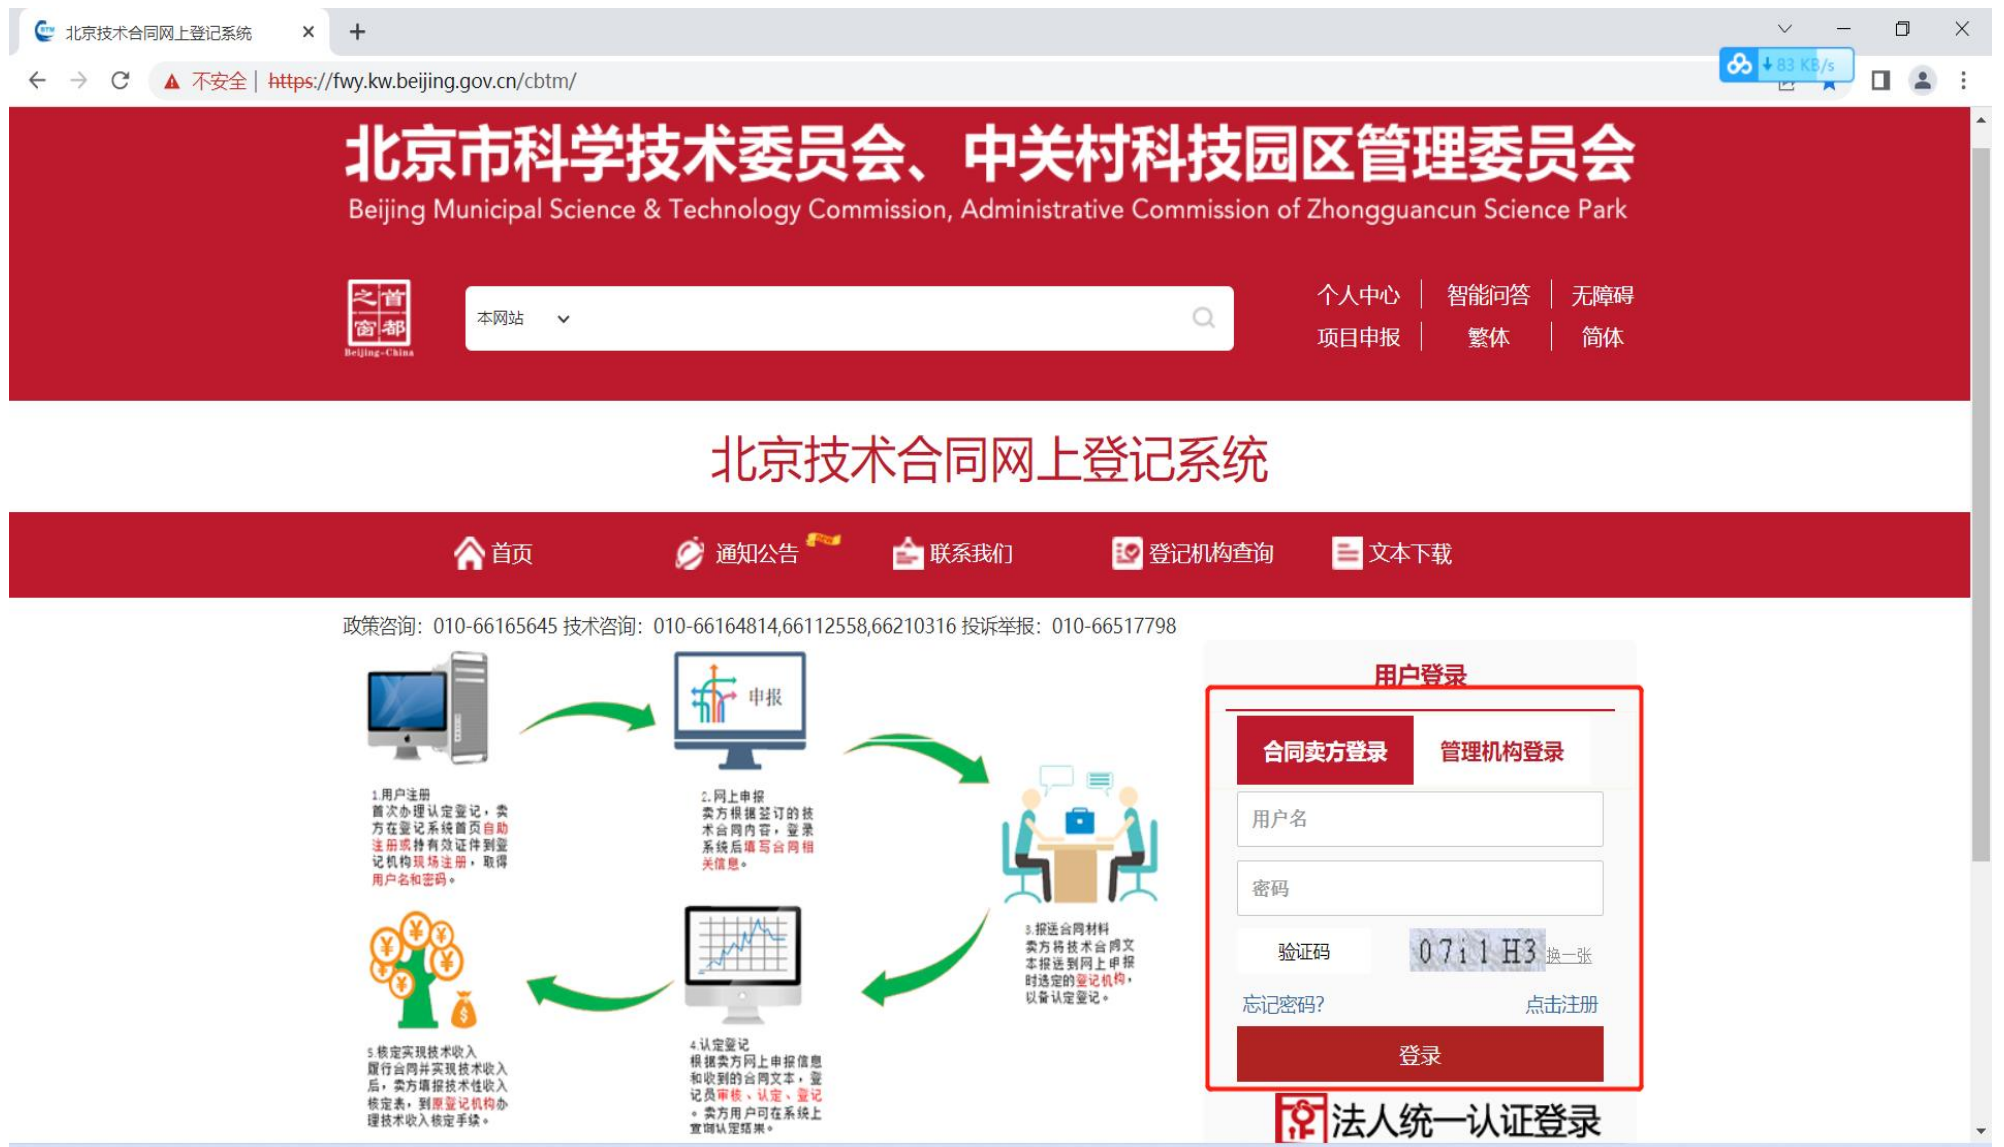 北京技术合同网上登记系统
83 KB/s
不安全 | https://fwy.kw.beijing.gov.cn/cbtm/
北京市科学技术委员会、中关村科技园区管理委员会
Beijing Municipal Science & Technology Commission, Administrative Commission of Zhongguancun Science Park
首都之窗
Beijing-China
本网站
个人中心 智能问答 无障碍
项目申报 繁体 简体
北京技术合同网上登记系统
首页 通知公告 new 联系我们 登记机构查询 文本下载
政策咨询：010-66165645 技术咨询：010-66164814,66112558,66210316 投诉举报：010-66517798
申报
1.用户注册
首次办理认定登记，卖
方在登记系统首页自助
注册或持有效证件到登
记机构现场注册，取得
用户名和密码。
2.网上申报
卖方根据签订的技
术合同内容，登录
系统后填写合同相
关信息。
3.报送合同材料
卖方将技术合同文
本报送到网上申报
时选定的登记机构，
以备认定登记。
4.认定登记
根据卖方网上申报信息
和收到的合同文本，登
记员审核、认定、登记
。卖方用户可在系统上
查询认定结果。
5.核定实现技术收入
履行合同并实现技术收入
后，卖方填报技术性收入
核定表，到原登记机构办
理技术收入核定手续。
用户登录
合同卖方登录 管理机构登录
用户名
密码
验证码 07i1H3 换一张
忘记密码? 点击注册
登录
法人统一认证登录